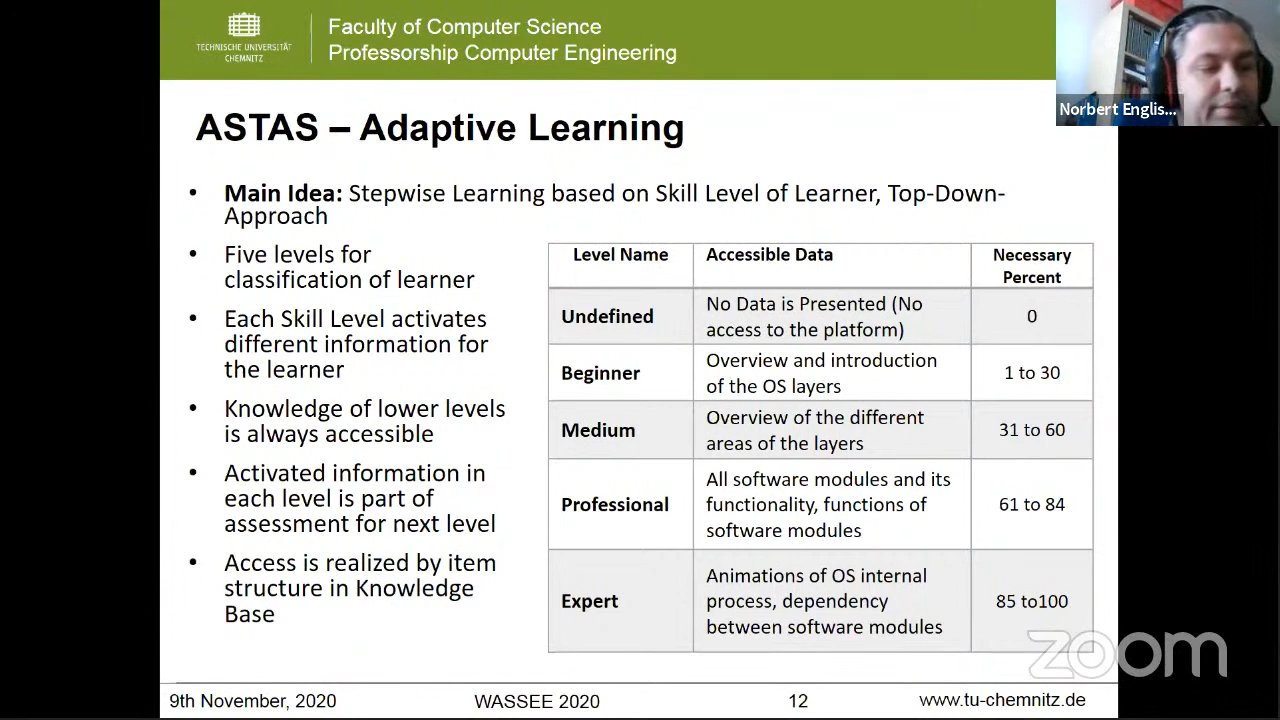 TECHNISCHE UNIVERSITÄT
CHEMNITZ
Faculty of Computer Science
Professorship Computer Engineering
Norbert Englis...
ASTAS – Adaptive Learning
• Main Idea: Stepwise Learning based on Skill Level of Learner, Top-Down-
Approach
• Five levels for
classification of learner
• Each Skill Level activates
different information for
the learner
• Knowledge of lower levels
is always accessible
• Activated information in
each level is part of
assessment for next level
• Access is realized by item
structure in Knowledge
Base
Level Name Accessible Data Necessary
Percent
Undefined No Data is Presented (No
access to the platform) 0
Beginner Overview and introduction
of the OS layers 1 to 30
Medium Overview of the different
areas of the layers 31 to 60
Professional All software modules and its
functionality, functions of
software modules 61 to 84
Expert Animations of OS internal
process, dependency
between software modules 85 to100
zoom
9th November, 2020 WASSEE 2020 12 www.tu-chemnitz.de